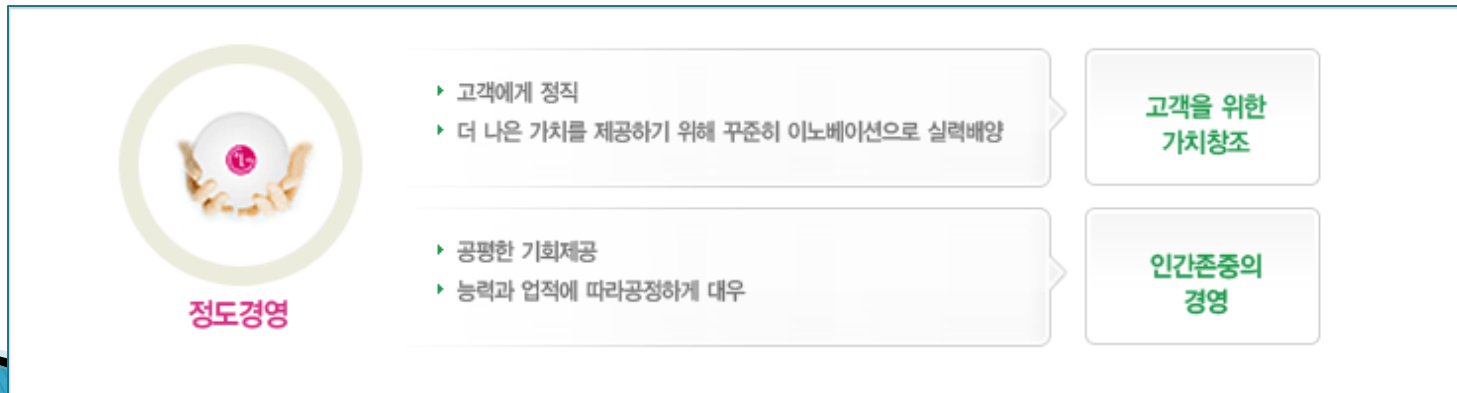 고객에게 정직
더 나은 가치를 제공하기 위해 꾸준히 이노베이션으로 실력배양
고객을 위한
가치창조
공평한 기회제공
능력과 업적에 따라공정하게 대우
인간존중의
경영
정도경영